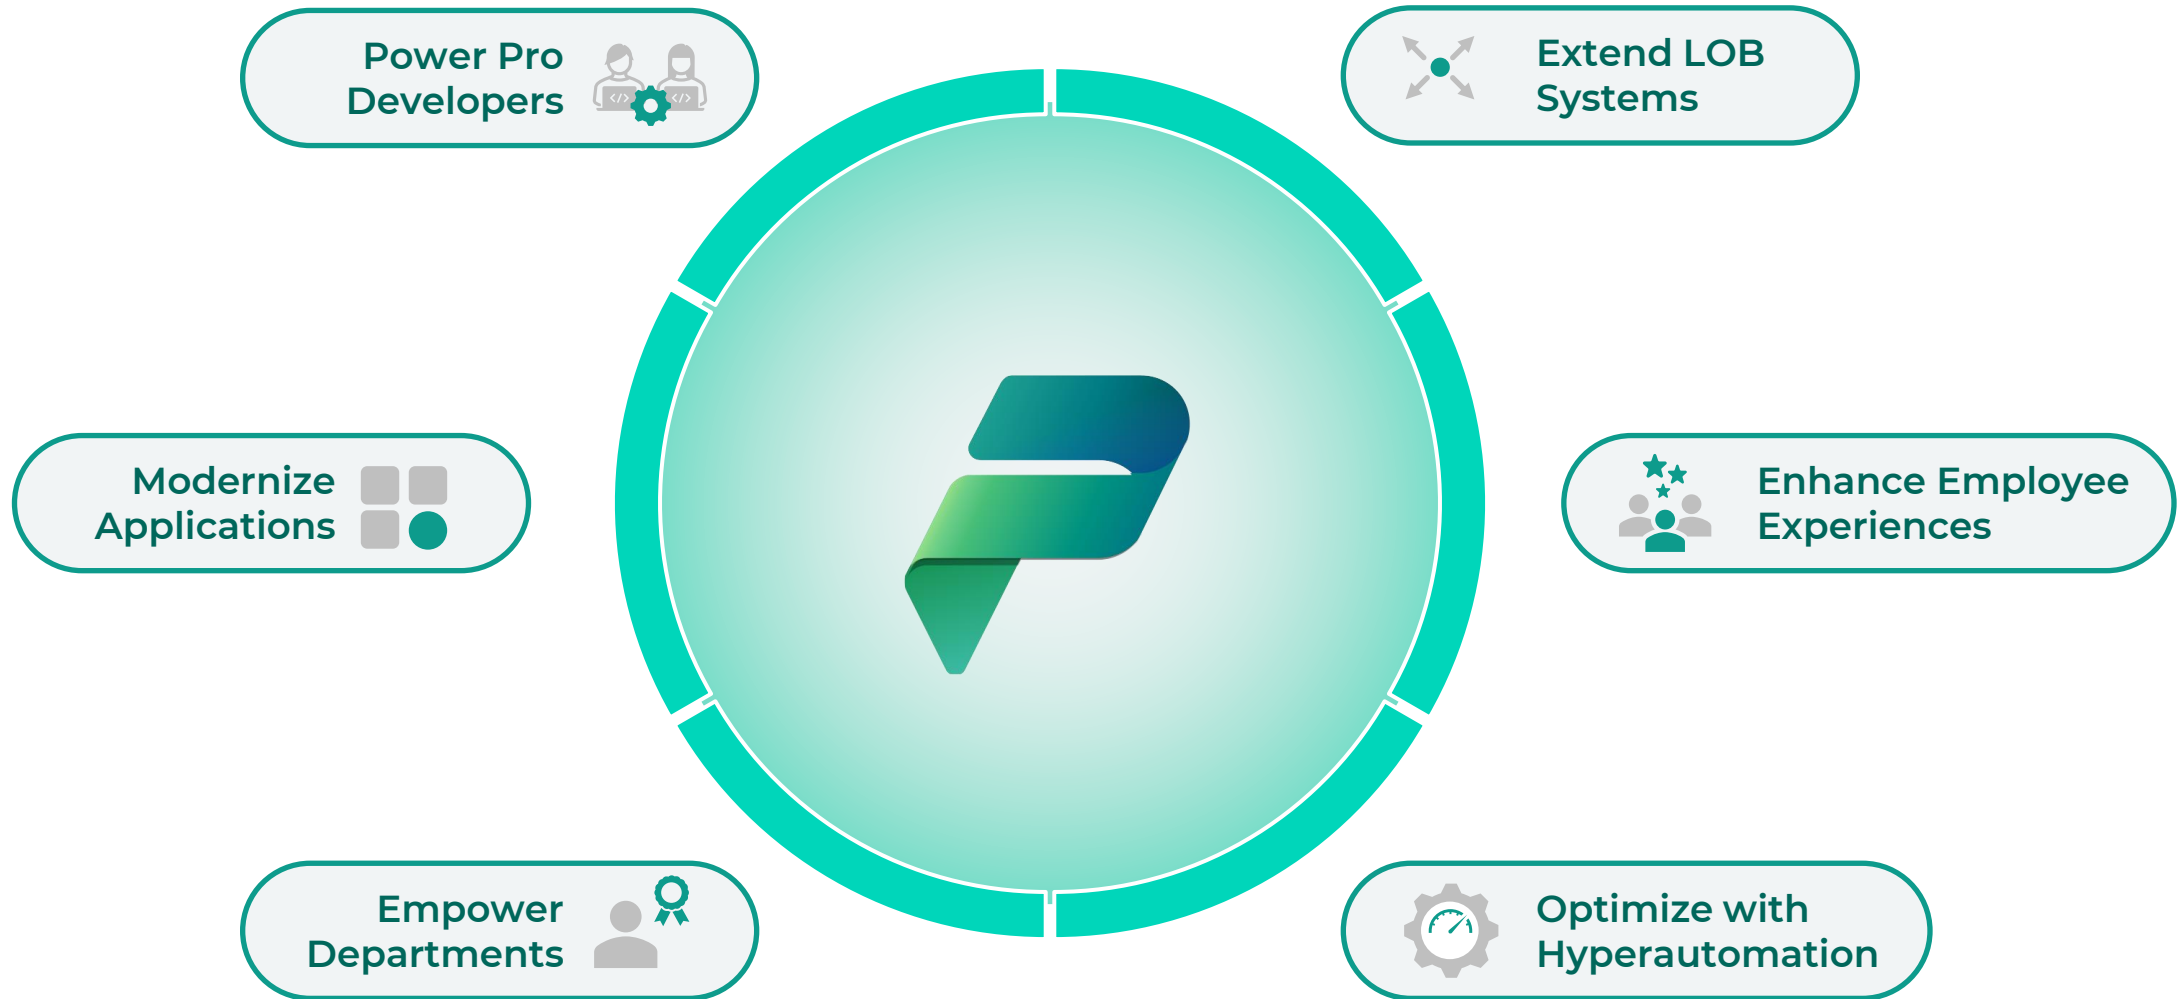 Power Pro
Developers
Extend LOB
Systems
Modernize
Applications
Enhance Employee
Experiences
Empower
Departments
Optimize with
Hyperautomation